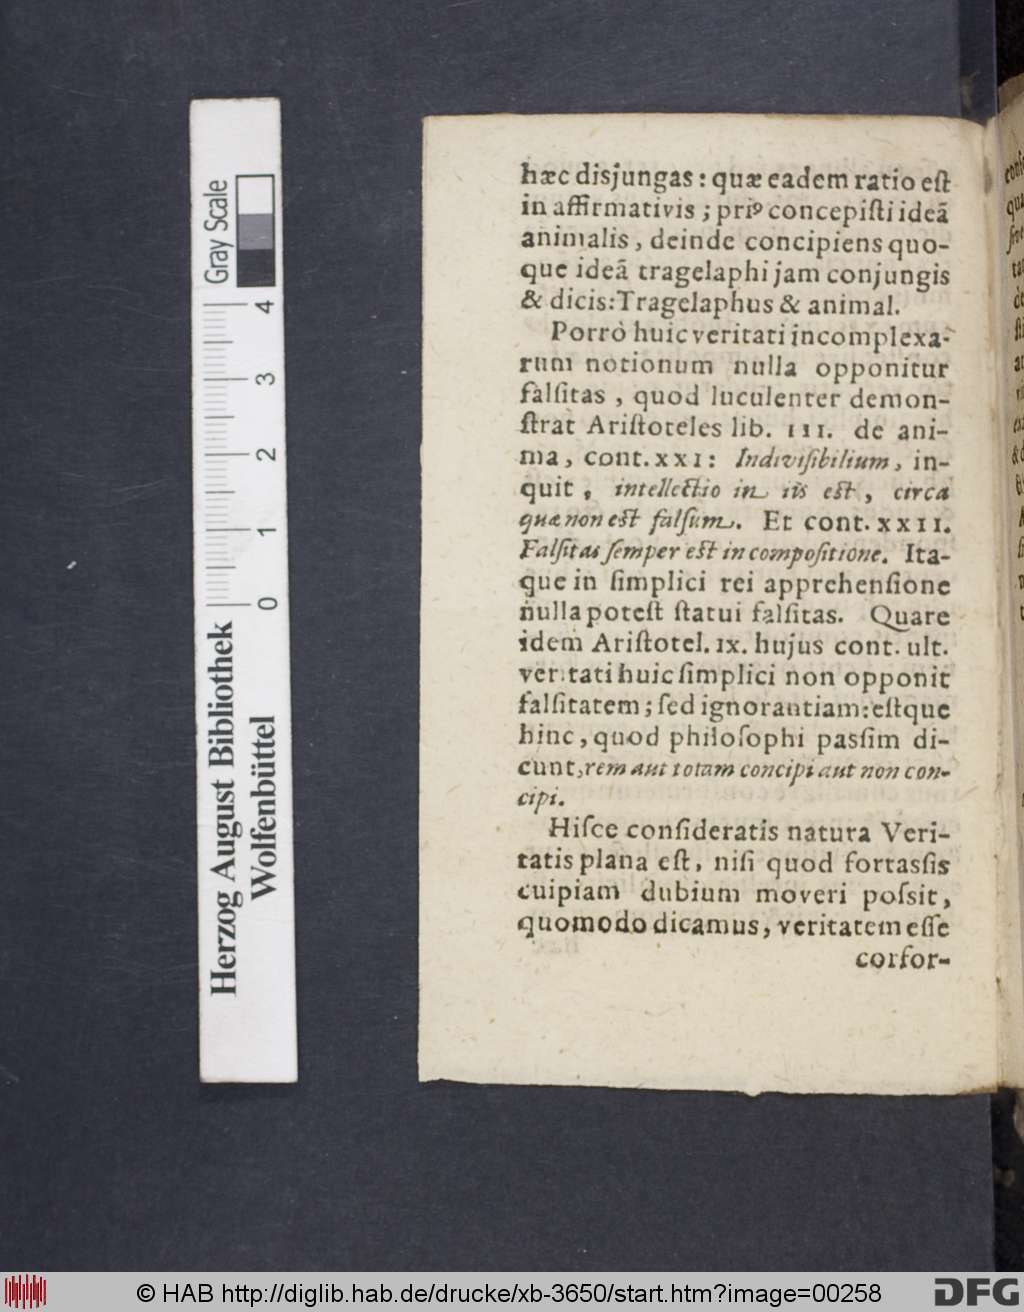 Gray Scale
4
3
2
1
0
Herzog August Bibliothek
Wolfenbüttel
hæc disjungas : quæ eadem ratio eſt
in affirmativis ; priꝰ concepiſti ideã
animalis , deinde concipiens quo-
que ideã tragelaphi jam conjungis
& dicis:Tragelaphus & animal.
Porrò huic veritati incomplexa-
rum notionum nulla opponitur
falſitas , quod luculenter demon-
ſtrat Ariſtoteles lib. III. de ani-
ma, cont. XXI: Indiviſibilium, in-
quit , intellectio in iis eſt, circa
quæ non eſt falſum. Et cont. XXII.
Falſitas ſemper eſt in compoſitione. Ita-
que in ſimplici rei apprehenſione
nulla poteſt ſtatui falſitas. Quare
idem Ariſtotel. IX. hujus cont. ult.
veritati huic ſimplici non opponit
falſitatem ; ſed ignorantiam: eſtque
hinc, quod philoſophi paſſim di-
cunt, rem aut totam concipi aut non con-
cipi.
Hiſce conſideratis natura Veri-
tatis plana eſt, niſi quod fortaſsis
cuipiam dubium moveri poſsit,
quomodo dicamus, veritatem eſſe
corfor-
© HAB http://diglib.hab.de/drucke/xb-3650/start.htm?image=00258
DFG